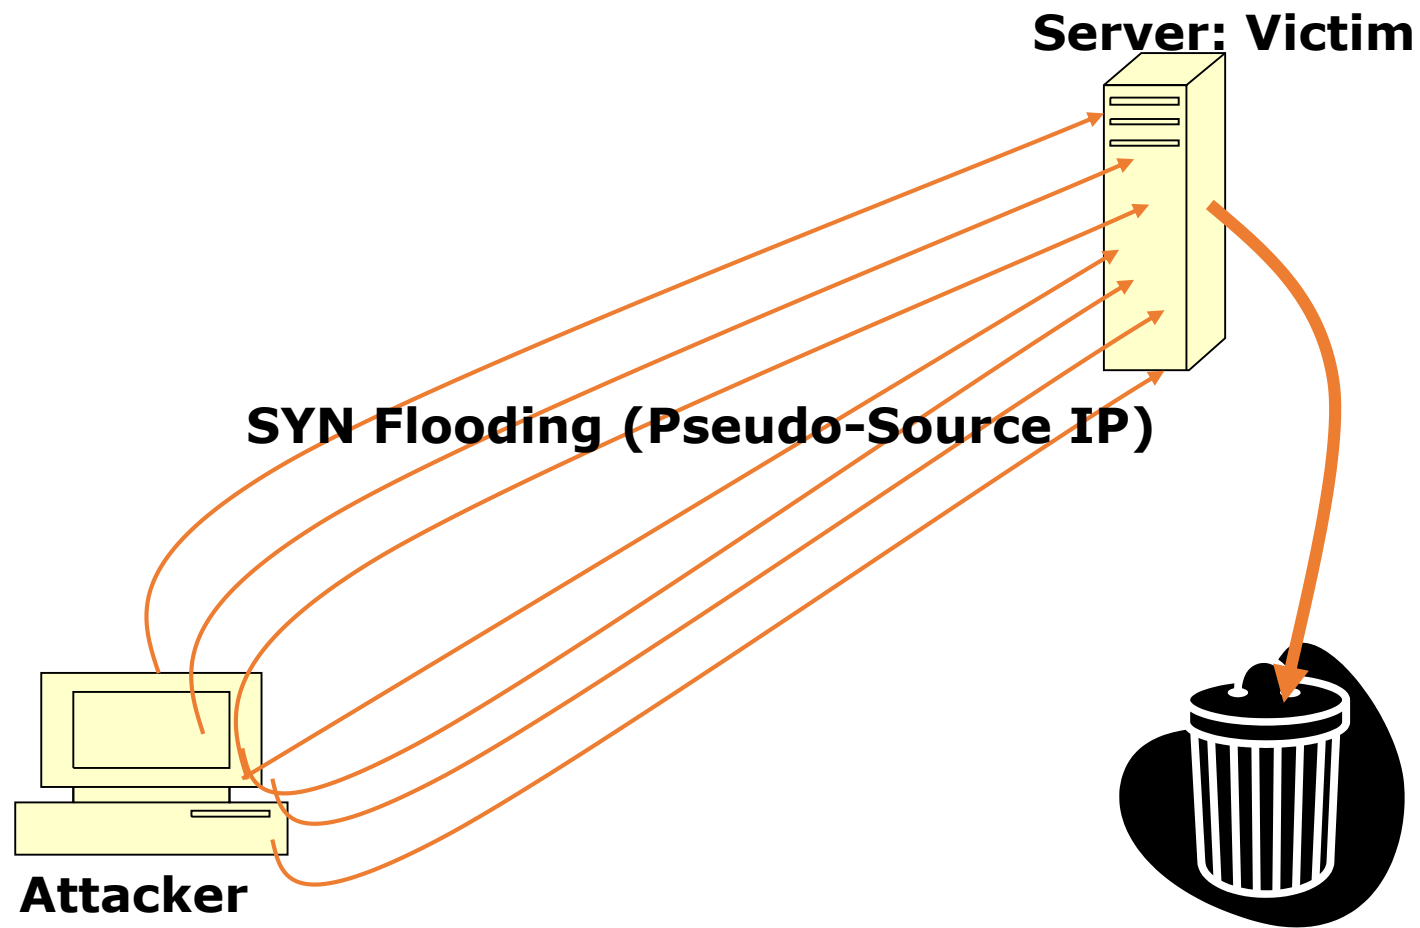 Server: Victim
SYN Flooding (Pseudo-Source IP)
Attacker